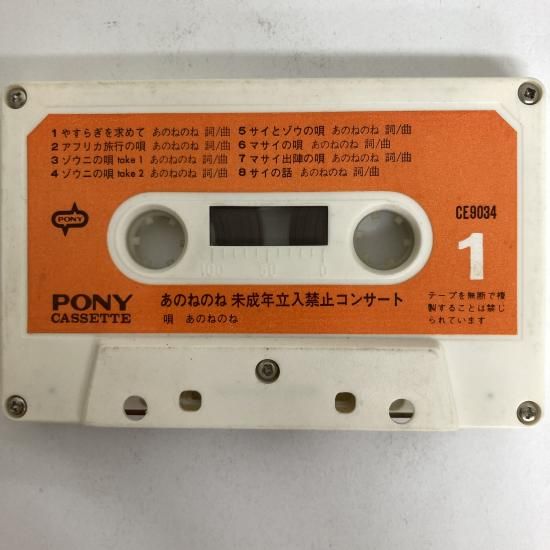 1 やすらぎを求めて あのねのね 詞/曲
2 アフリカ旅行の唄 あのねのね 詞/曲
3 ゾウニの唄 take 1 あのねのね 詞/曲
4 ゾウニの唄 take 2 あのねのね 詞/曲
5 サイとゾウの唄 あのねのね 詞/曲
6 マサイの唄 あのねのね 詞/曲
7 マサイ出陣の唄 あのねのね 詞/曲
8 サイの話 あのねのね 詞/曲
PONY
CE9034
1
100 50 0
PONY
CASSETTE
あのねのね 未成年立入禁止コンサート
唄 あのねのね
テープを無断で複
製することは禁じ
られています